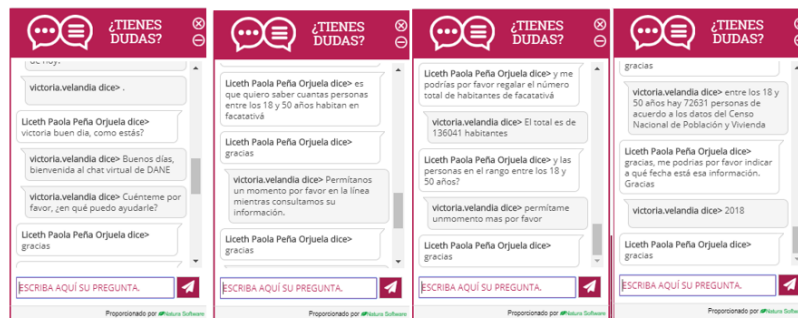 ¿TIENES
DUDAS?
de hoy.
victoria.velandia dice> .
Liceth Paola Peña Orjuela dice>
victoria buen dia, como estás?
victoria.velandia dice> Buenos días,
bienvenida al chat virtual de DANE
victoria.velandia dice> Cuénteme por
favor, ¿en qué puedo ayudarle?
Liceth Paola Peña Orjuela dice>
gracias
ESCRIBA AQUÍ SU PREGUNTA.
Proporcionado por Natura Software
¿TIENES
DUDAS?
Liceth Paola Peña Orjuela dice> es
que quiero saber cuantas personas
entre los 18 y 50 años habitan en
facatativá
Liceth Paola Peña Orjuela dice>
gracias
victoria.velandia dice> Permítanos
un momento por favor en la línea
mientras consultamos su
información.
Liceth Paola Peña Orjuela dice>
gracias
ESCRIBA AQUÍ SU PREGUNTA.
Proporcionado por Natura Software
¿TIENES
DUDAS?
Liceth Paola Peña Orjuela dice> y me
podrías por favor regalar el número
total de habitantes de facatativá
victoria.velandia dice> El total es de
136041 habitantes
Liceth Paola Peña Orjuela dice> y las
personas en el rango entre los 18 y
50 años?
victoria.velandia dice> permítame
unmomento mas por favor
Liceth Paola Peña Orjuela dice>
gracias
ESCRIBA AQUÍ SU PREGUNTA.
Proporcionado por Natura Software
¿TIENES
DUDAS?
gracias
victoria.velandia dice> entre los 18 y
50 años hay 72631 personas de
acuerdo a los datos del Censo
Nacional de Población y Vivienda
Liceth Paola Peña Orjuela dice>
gracias, me podrias por favor indicar
a qué fecha está esa información.
Gracias
victoria.velandia dice> 2018
Liceth Paola Peña Orjuela dice>
gracias
ESCRIBA AQUÍ SU PREGUNTA.
Proporcionado por Natura